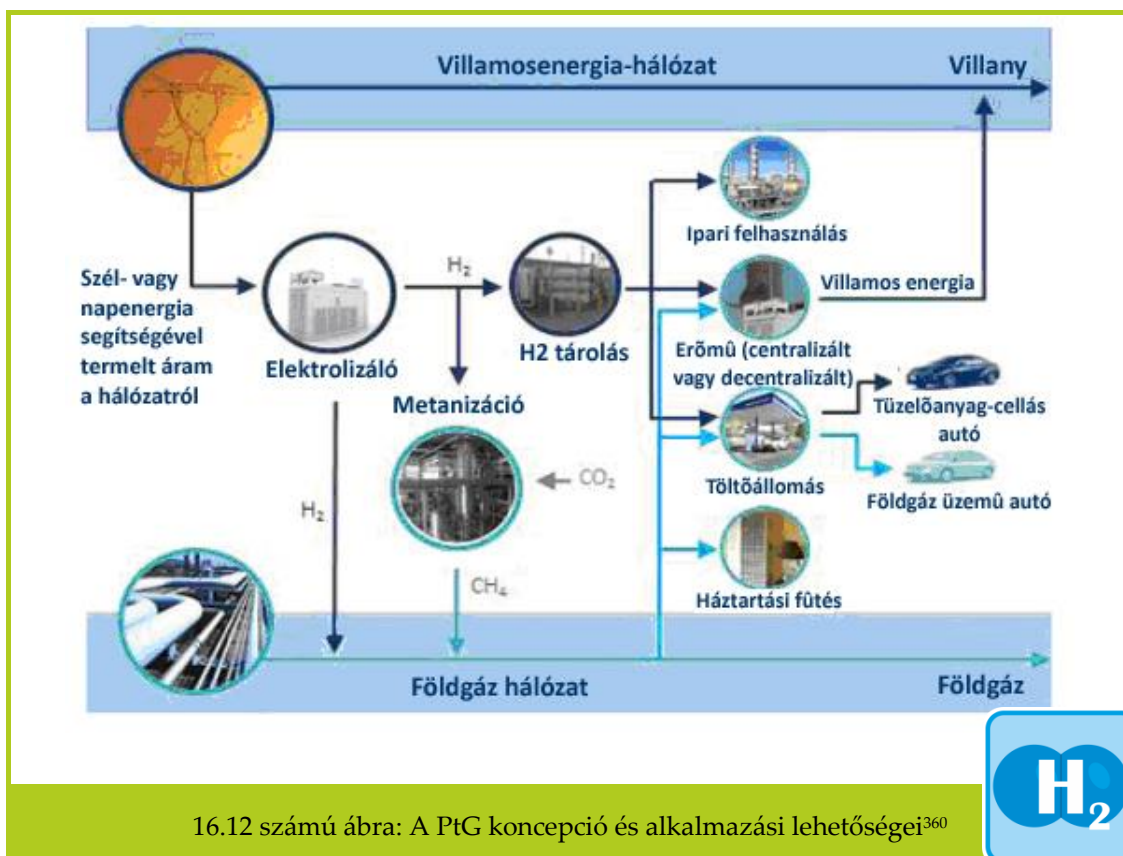 Villamosenergia-hálózat
Villany
Szél- vagy
napenergia
segítségével
termelt áram
a hálózatról
Elektrolizáló
H₂
H2 tárolás
Metanizáció
CO₂
H₂
CH₄
Ipari felhasználás
Villamos energia
Erõmû (centralizált
vagy decentralizált)
Tüzelõanyag-cellás
autó
Töltõállomás
Földgáz üzemû autó
Háztartási fûtés
Földgáz hálózat
Földgáz
H₂
16.12 számú ábra: A PtG koncepció és alkalmazási lehetőségei³⁶⁰